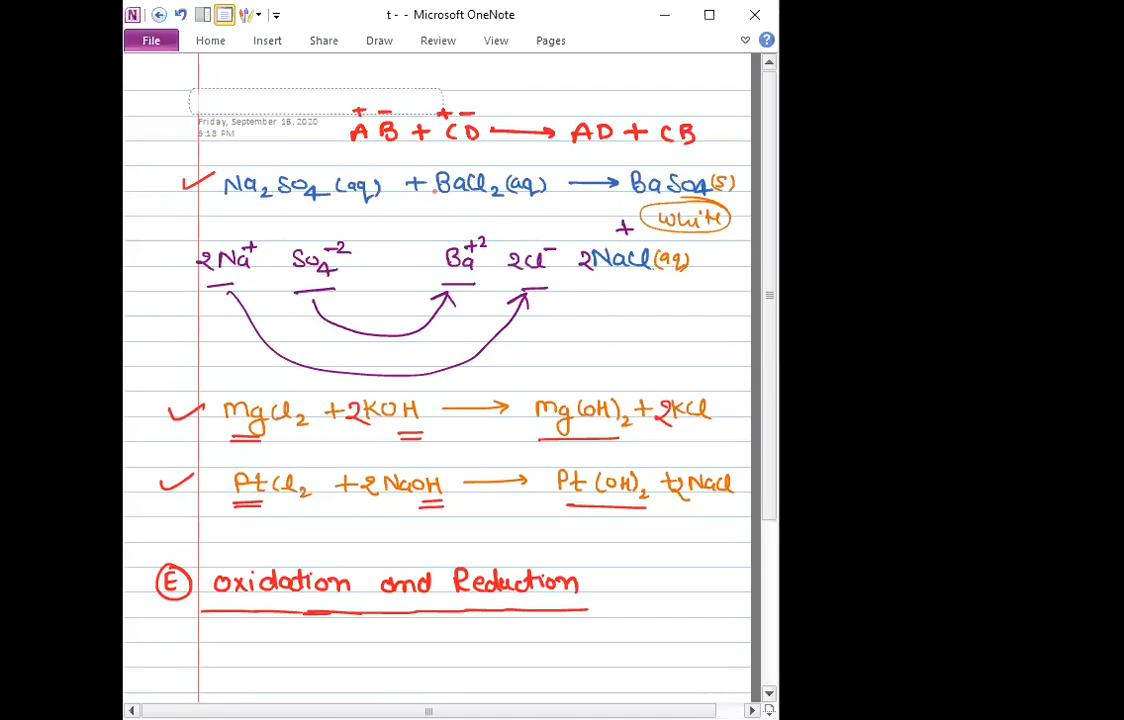 t - - Microsoft OneNote
File Home Insert Share Draw Review View Pages
Friday, September 18, 2020
6:18 PM
A⁺ B⁻ + C⁺ D⁻ ⟶ AD + CB
✓ Na₂SO₄ (aq) + BaCl₂ (aq) ⟶ BaSO₄(s)
+ white
2Na⁺ SO₄⁻² Ba⁺² 2Cl⁻ 2NaCl(aq)
✓ MgCl₂ + 2KOH ⟶ Mg(OH)₂ + 2KCl
✓ PtCl₂ + 2NaOH ⟶ Pt(OH)₂ + 2NaCl
E oxidation and Reduction